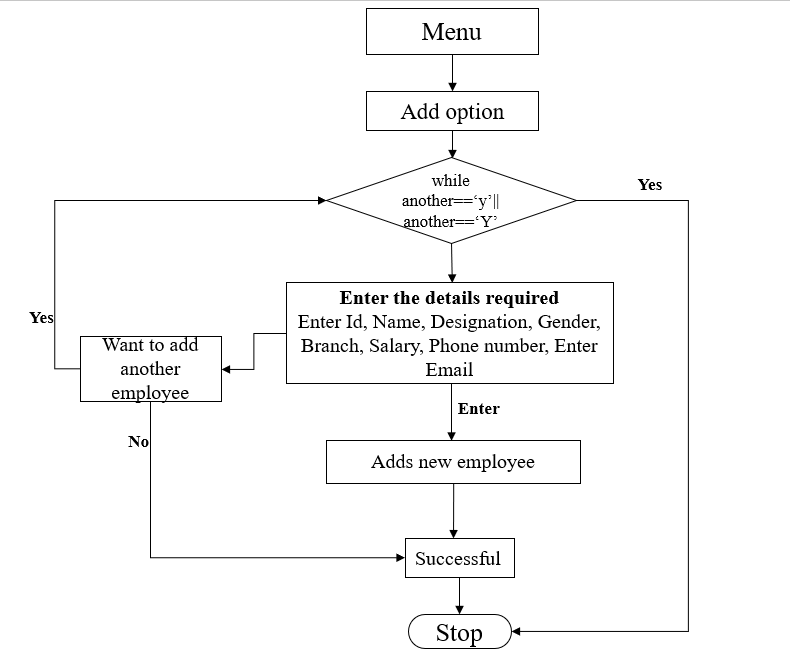 Menu
Add option
while
another==‘y’||
another==‘Y’
Yes
Enter the details required
Enter Id, Name, Designation, Gender,
Branch, Salary, Phone number, Enter
Email
Yes
Want to add
another
employee
Enter
No
Adds new employee
Successful
Stop